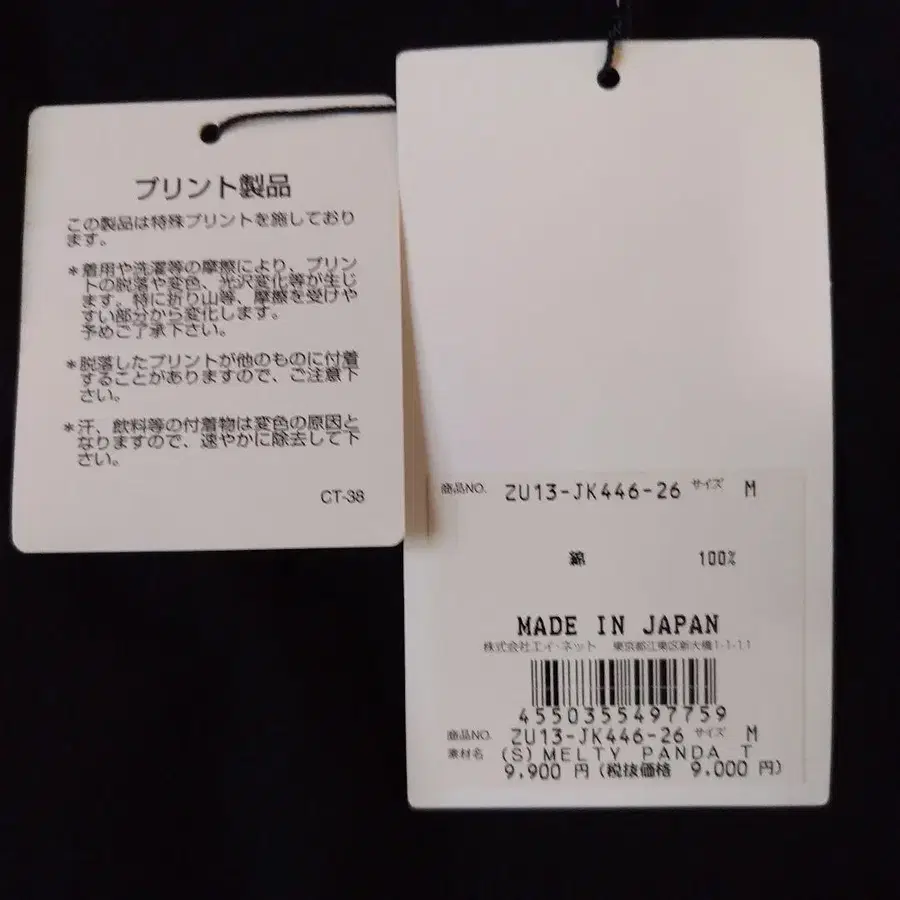 プリント製品
この製品は特殊プリントを施しており
ます。
＊着用や洗濯等の摩擦により、プリン
トの脱落や変色、光沢変化等が生じ
ます。特に折り山等、摩擦を受けや
すい部分から変化します。
予めご了承下さい。
＊脱落したプリントが他のものに付着
することがありますので、ご注意下
さい。
＊汗、飲料等の付着物は変色の原因と
なりますので、速やかに除去して下
さい。
CT-38
商品NO. ZU13-JK446-26 サイズ M
綿 100%
MADE IN JAPAN
株式会社エイ・ネット 東京都江東区新大橋1-1-11
4550355497759
商品NO. ZU13-JK446-26 サイズ M
素材名 (S)MELTY PANDA T
9.900 円 (税抜価格 9.000 円)